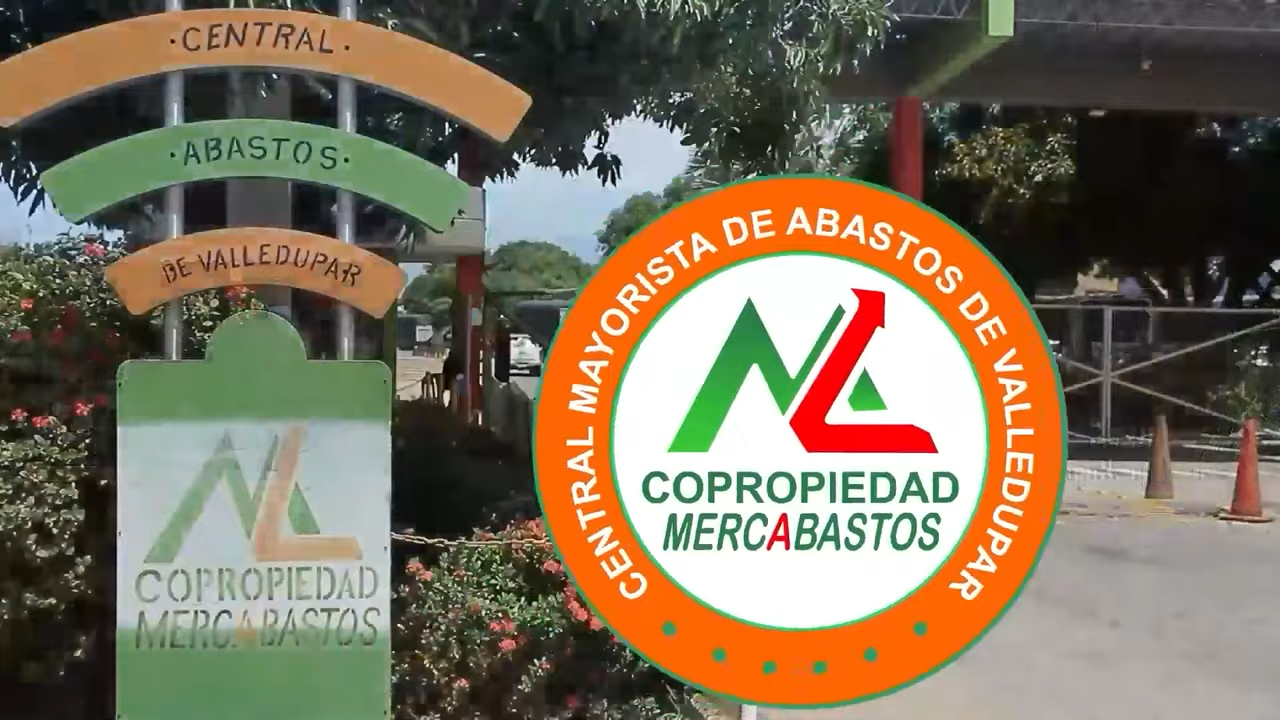 ·CENTRAL·
·ABASTOS·
DE VALLEDUPAR
COPROPIEDAD
MERCABASTOS
CENTRAL MAYORISTA DE ABASTOS DE VALLEDUPAR
COPROPIEDAD
MERCABASTOS